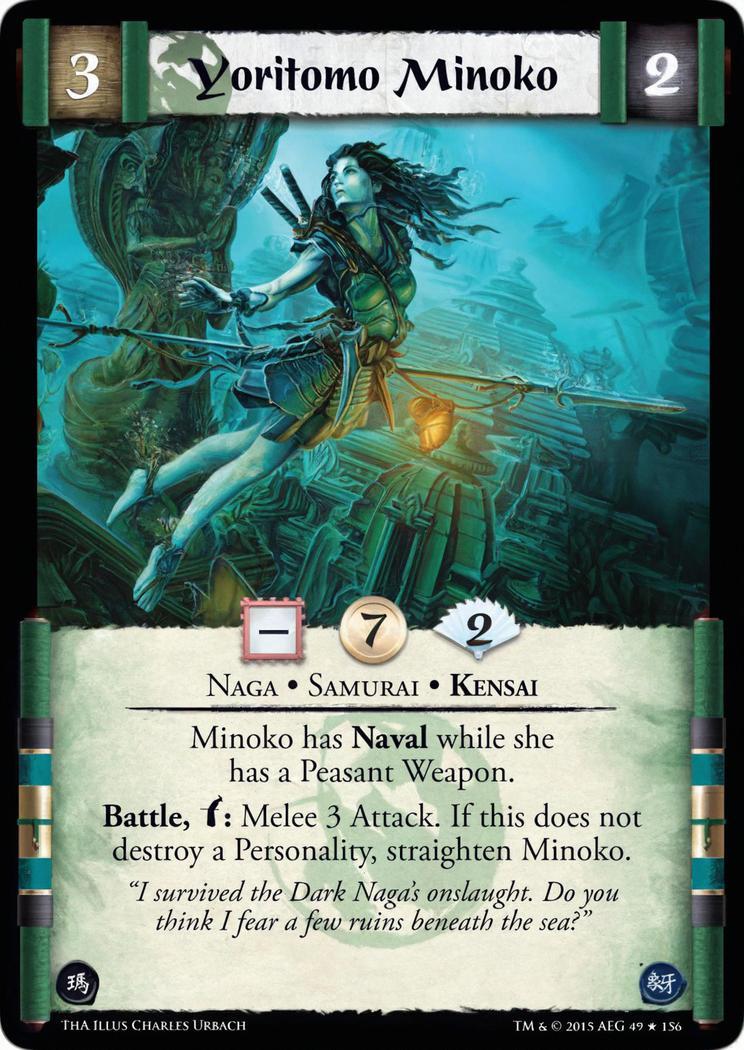 3 Yoritomo Minoko 2
– 7 2
Naga • Samurai • Kensai
Minoko has Naval while she
has a Peasant Weapon.
Battle, : Melee 3 Attack. If this does not
destroy a Personality, straighten Minoko.
“I survived the Dark Naga’s onslaught. Do you
think I fear a few ruins beneath the sea?”
瑪 象牙
ThA Illus Charles Urbach TM & © 2015 AEG 49 ★ 156